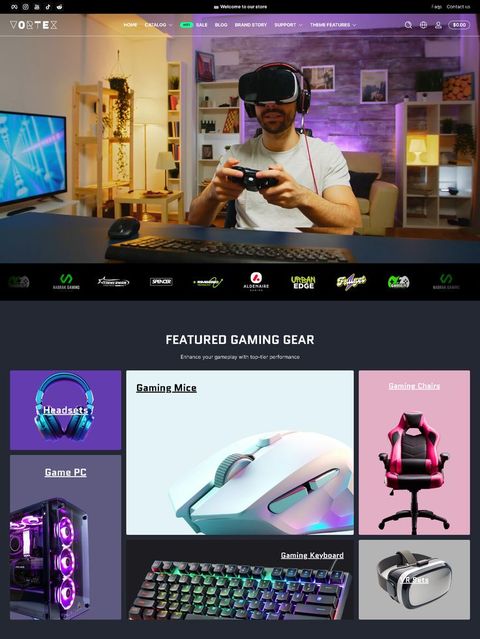 Welcome to our store
Faqs
Contact us
VORTEX
HOME
CATALOG
HOT
SALE
BLOG
BRAND STORY
SUPPORT
THEME FEATURES
$0.00
SPENCER
ALDENAIRE
URBAN
EDGE
FEATURED GAMING GEAR
Enhance your gameplay with top-tier performance
Headsets
Gaming Mice
Gaming Chairs
Game PC
Gaming Keyboard
VR Sets